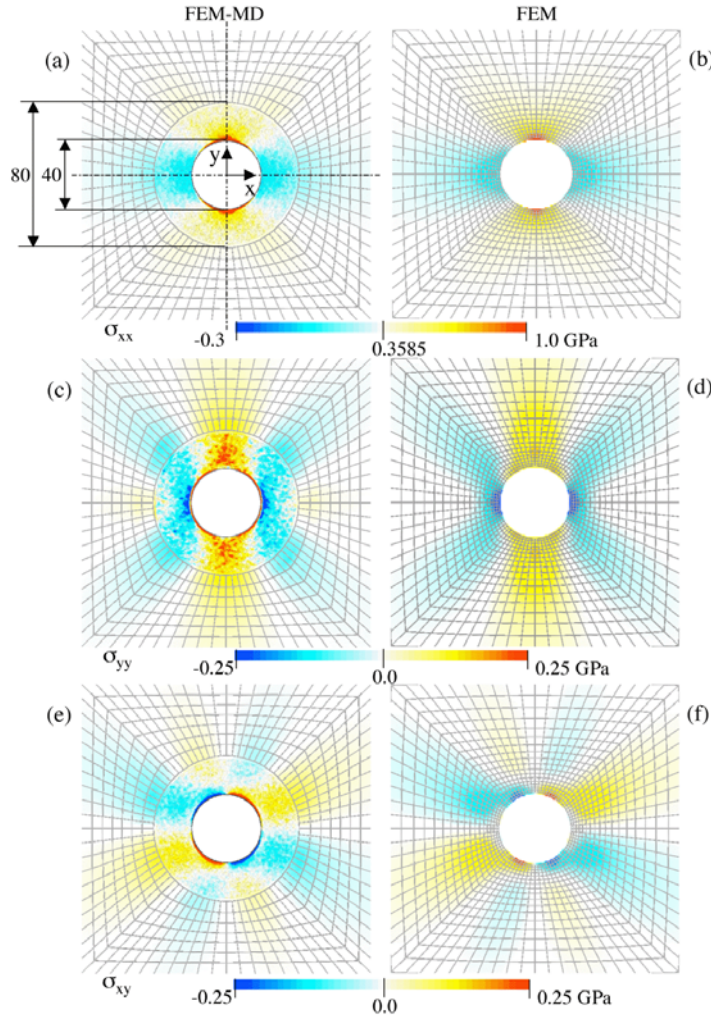 FEM-MD FEM
(a) (b)
80 40 y x
σxx -0.3 0.3585 1.0 GPa
(c) (d)
σyy -0.25 0.0 0.25 GPa
(e) (f)
σxy -0.25 0.0 0.25 GPa